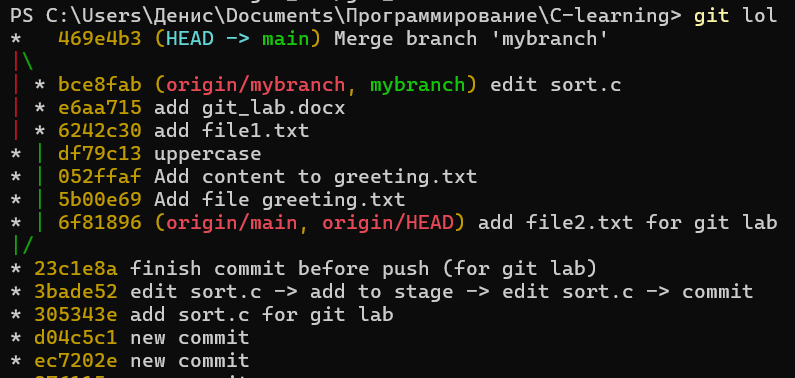 PS C:\Users\Денис\Documents\Программирование\C-learning> git lol
*   469e4b3 (HEAD -> main) Merge branch 'mybranch'
|\
| * bce8fab (origin/mybranch, mybranch) edit sort.c
| * e6aa715 add git_lab.docx
| * 6242c30 add file1.txt
* | df79c13 uppercase
* | 052ffaf Add content to greeting.txt
* | 5b00e69 Add file greeting.txt
* | 6f81896 (origin/main, origin/HEAD) add file2.txt for git lab
|/
* 23c1e8a finish commit before push (for git lab)
* 3bade52 edit sort.c -> add to stage -> edit sort.c -> commit
* 305343e add sort.c for git lab
* d04c5c1 new commit
* ec7202e new commit